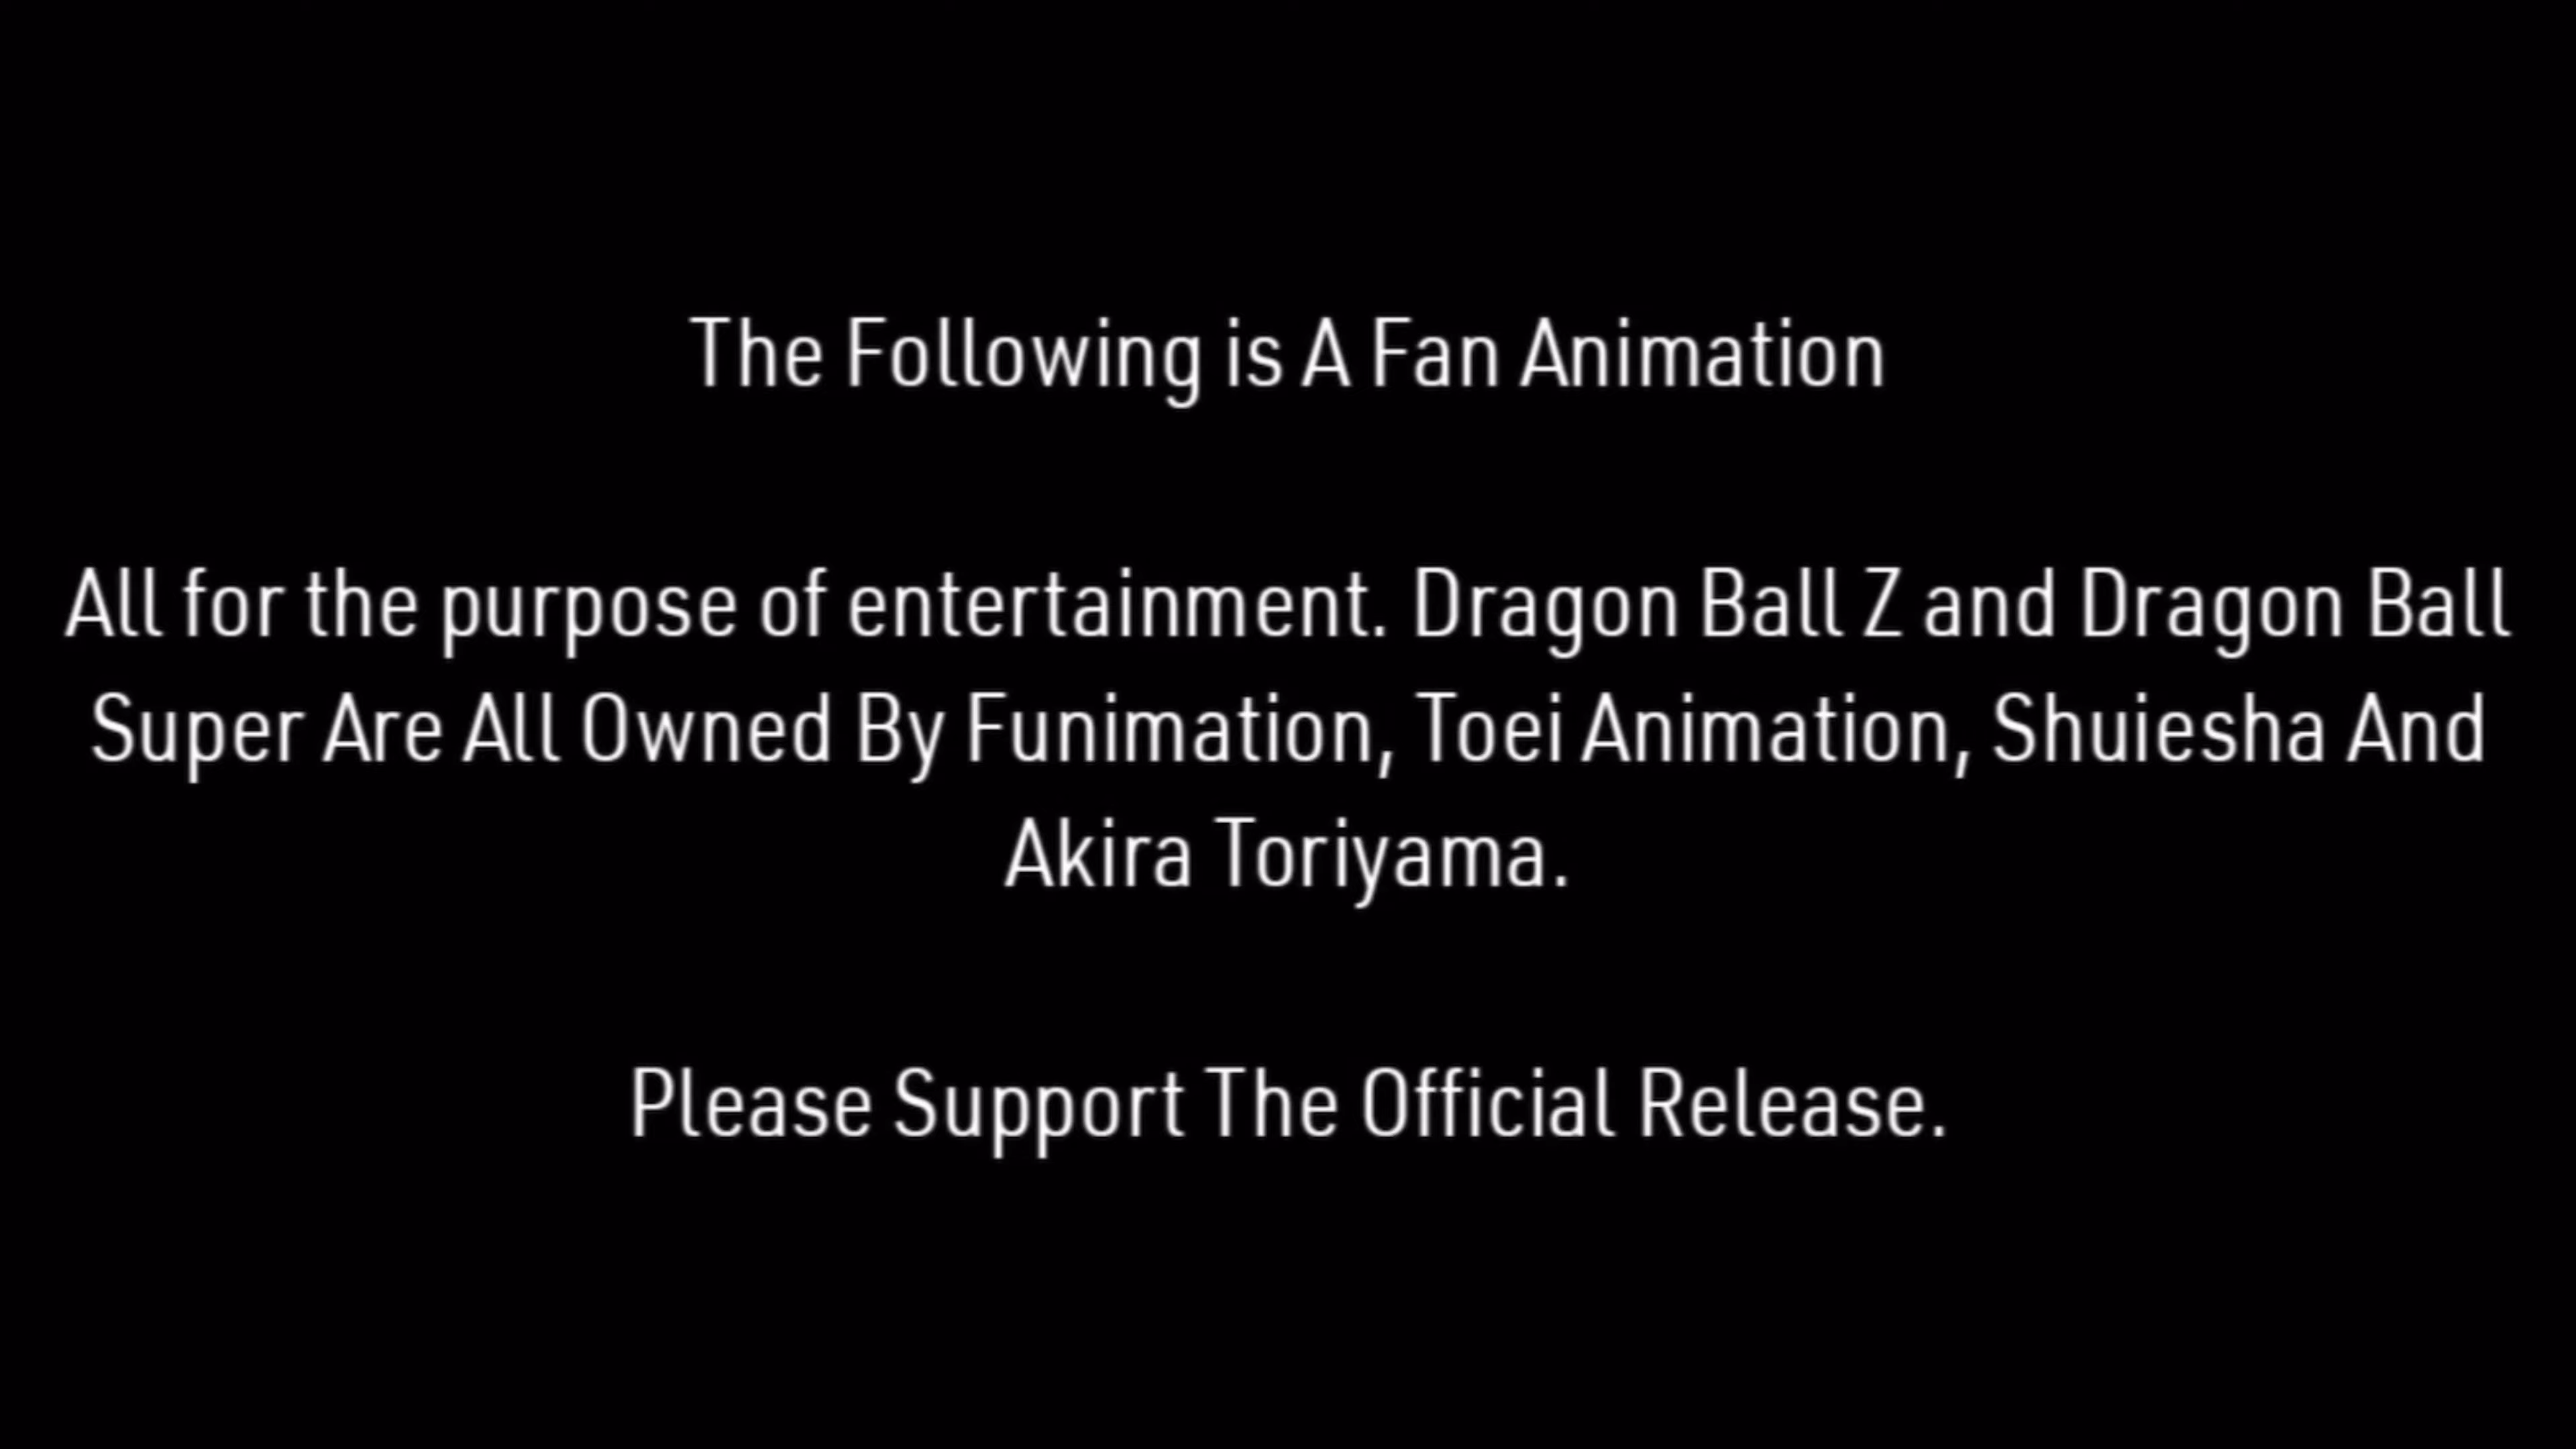 The Following is A Fan Animation
All for the purpose of entertainment. Dragon Ball Z and Dragon Ball
Super Are All Owned By Funimation, Toei Animation, Shuiesha And
Akira Toriyama.
Please Support The Official Release.